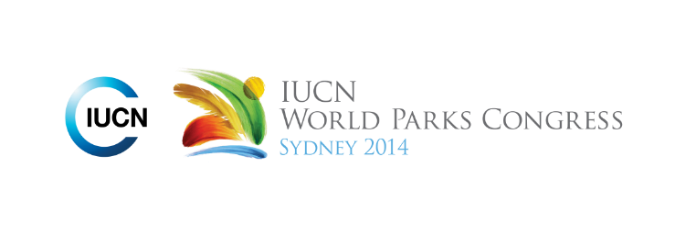 IUCN
IUCN
WORLD PARKS CONGRESS
SYDNEY 2014